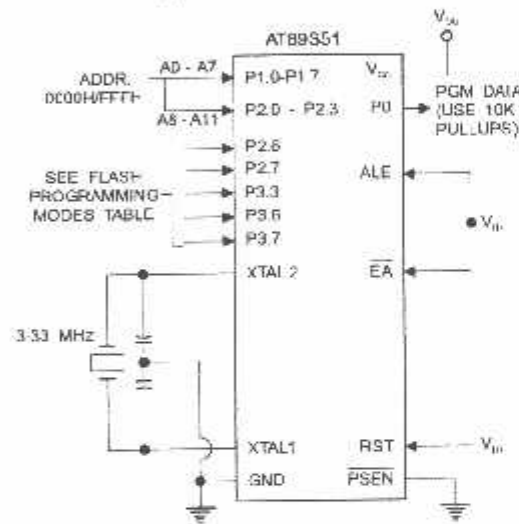 AT89S51
ADDR.
0000H/FFFH
A0 - A7
A8 - A11
P1.0-P1.7
P2.0 - P2.3
P2.6
P2.7
P3.3
P3.6
P3.7
SEE FLASH
PROGRAMMING
MODES TABLE
XTAL2
3-33 MHz
XTAL1
GND
P0
PGM DATA
(USE 10K
PULLUPS)
ALE
EA
RST
PSEN